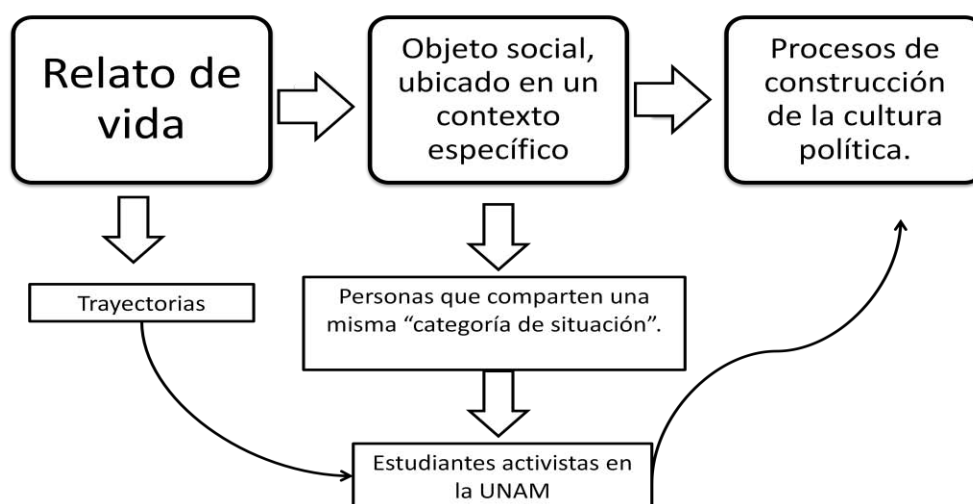 Relato de
vida
Objeto social,
ubicado en un
contexto
específico
Procesos de
construcción
de la cultura
política.
Trayectorias
Personas que comparten una
misma “categoría de situación”.
Estudiantes activistas en
la UNAM